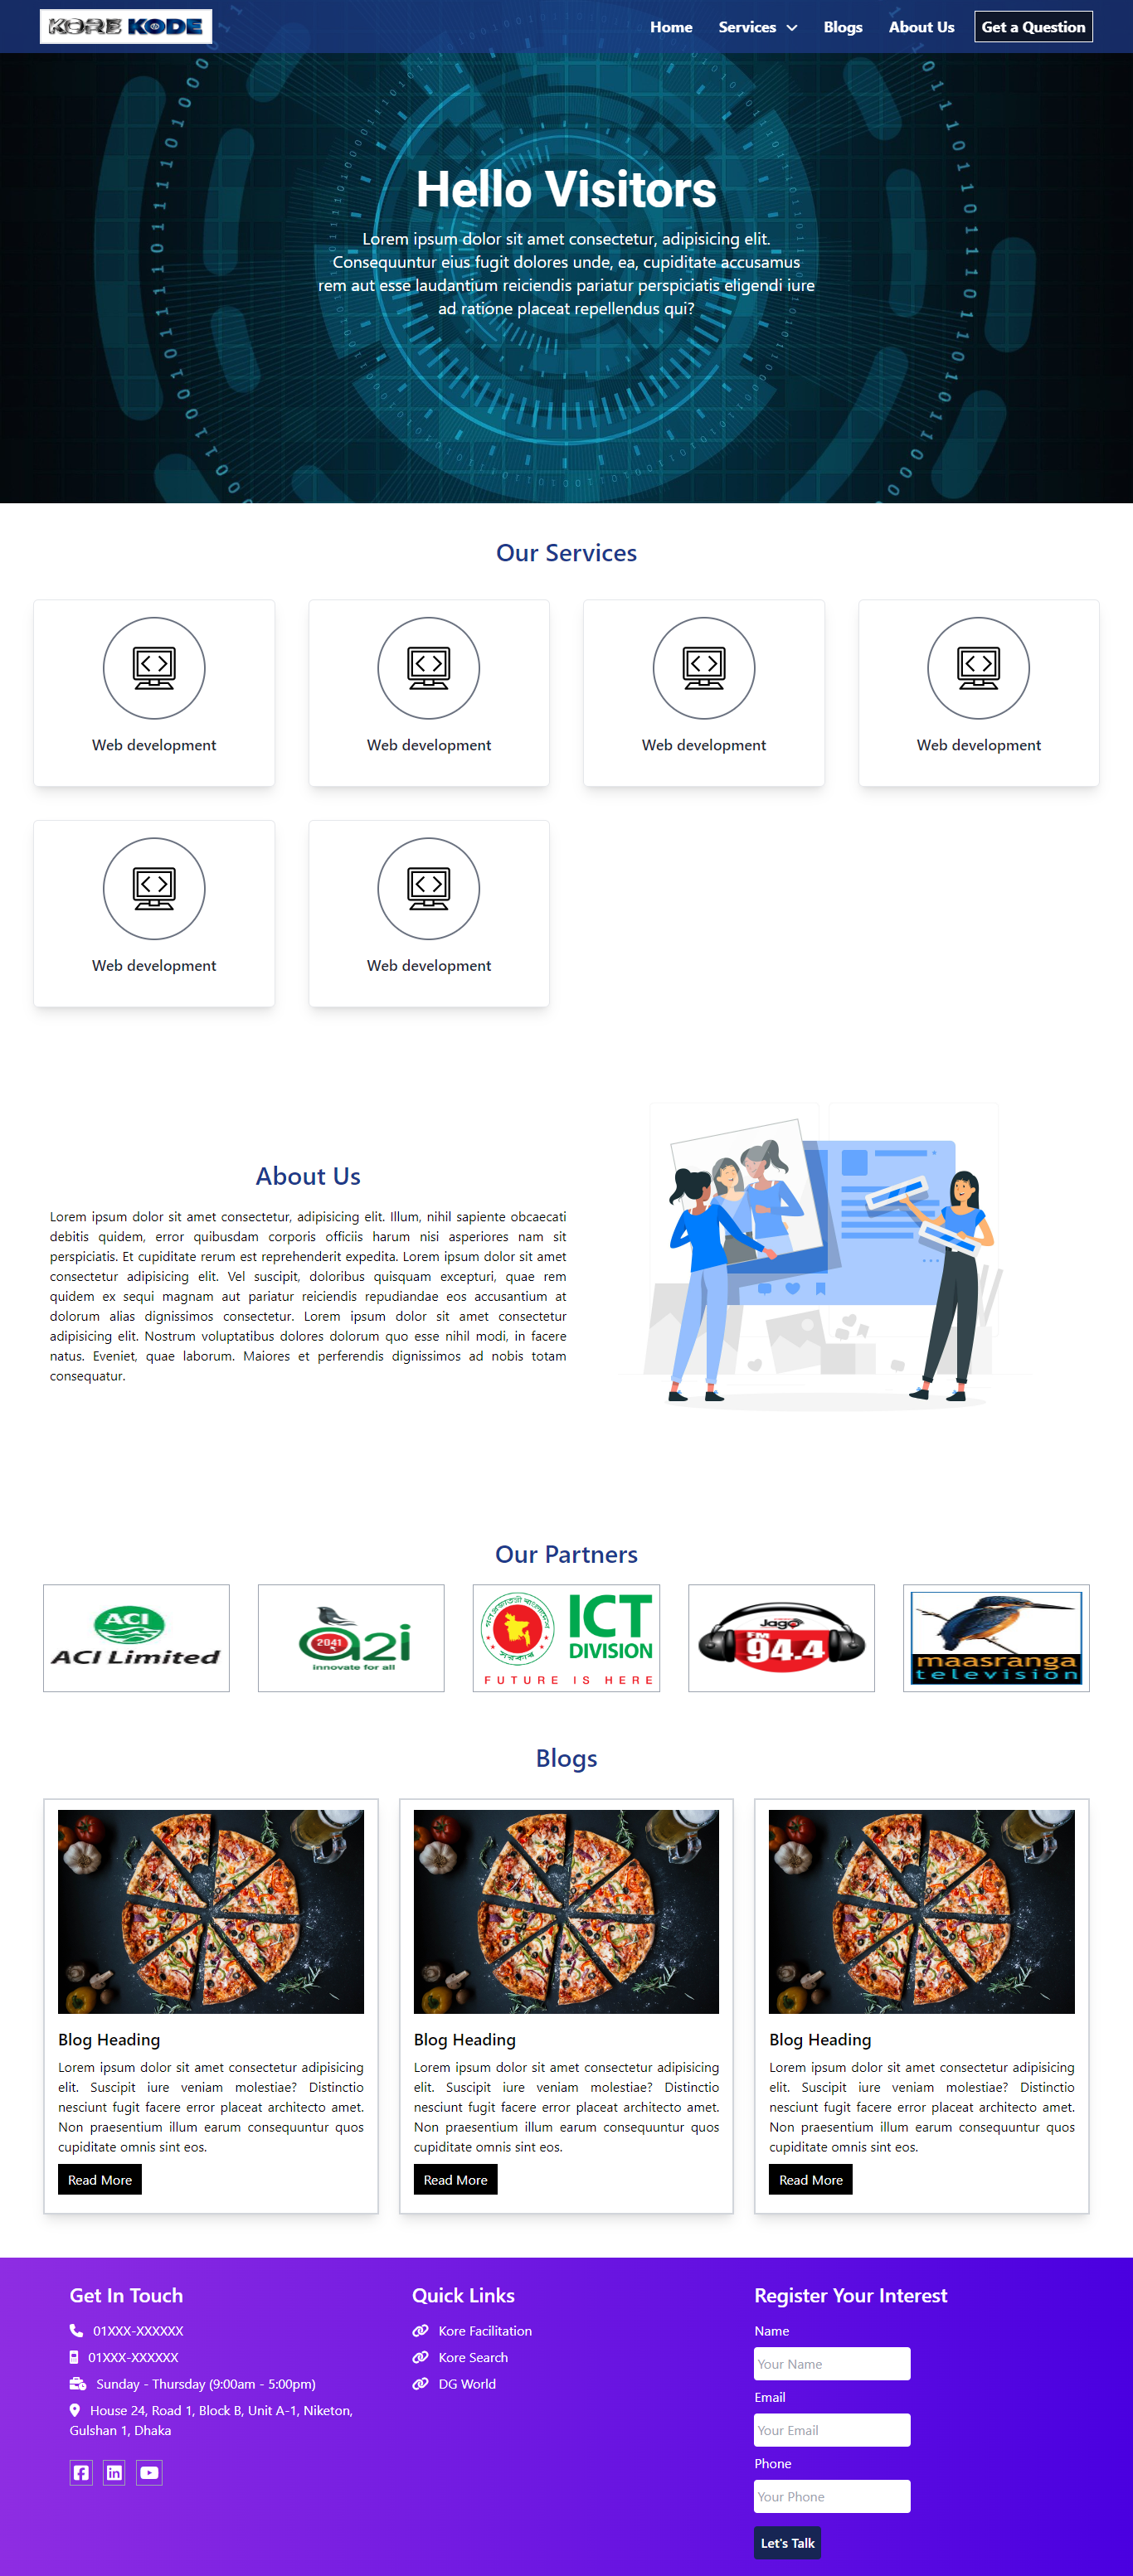 KORE KODE
Home Services Blogs About Us Get a Question
Hello Visitors
Lorem ipsum dolor sit amet consectetur, adipisicing elit.
Consequuntur eius fugit dolores unde, ea, cupiditate accusamus
rem aut esse laudantium reiciendis pariatur perspiciatis eligendi iure
ad ratione placeat repellendus qui?
Our Services
Web development Web development Web development Web development
Web development Web development
About Us
Lorem ipsum dolor sit amet consectetur, adipisicing elit. Illum, nihil sapiente obcaecati
debitis quidem, error quibusdam corporis officiis harum nisi asperiores nam sit
perspiciatis. Et cupiditate rerum est reprehenderit expedita. Lorem ipsum dolor sit amet
consectetur adipisicing elit. Vel suscipit, doloribus quisquam excepturi, quae rem
quidem ex sequi magnam aut pariatur reiciendis repudiandae eos accusantium at
dolorum alias dignissimos consectetur. Lorem ipsum dolor sit amet consectetur
adipisicing elit. Nostrum voluptatibus dolores dolorum quo esse nihil modi, in facere
natus. Eveniet, quae laborum. Maiores et perferendis dignissimos ad nobis totam
consequatur.
Our Partners
ACI
ACI Limited
2041
a2i
innovate for all
ICT
DIVISION
FUTURE IS HERE
Jago
FM
94.4
maasranga
television
Blogs
Blog Heading
Lorem ipsum dolor sit amet consectetur adipisicing
elit. Suscipit iure veniam molestiae? Distinctio
nesciunt fugit facere error placeat architecto amet.
Non praesentium illum earum consequuntur quos
cupiditate omnis sint eos.
Read More
Blog Heading
Lorem ipsum dolor sit amet consectetur adipisicing
elit. Suscipit iure veniam molestiae? Distinctio
nesciunt fugit facere error placeat architecto amet.
Non praesentium illum earum consequuntur quos
cupiditate omnis sint eos.
Read More
Blog Heading
Lorem ipsum dolor sit amet consectetur adipisicing
elit. Suscipit iure veniam molestiae? Distinctio
nesciunt fugit facere error placeat architecto amet.
Non praesentium illum earum consequuntur quos
cupiditate omnis sint eos.
Read More
Get In Touch
01XXX-XXXXXX
01XXX-XXXXXX
Sunday - Thursday (9:00am - 5:00pm)
House 24, Road 1, Block B, Unit A-1, Niketon,
Gulshan 1, Dhaka
Quick Links
Kore Facilitation
Kore Search
DG World
Register Your Interest
Name
Your Name
Email
Your Email
Phone
Your Phone
Let's Talk